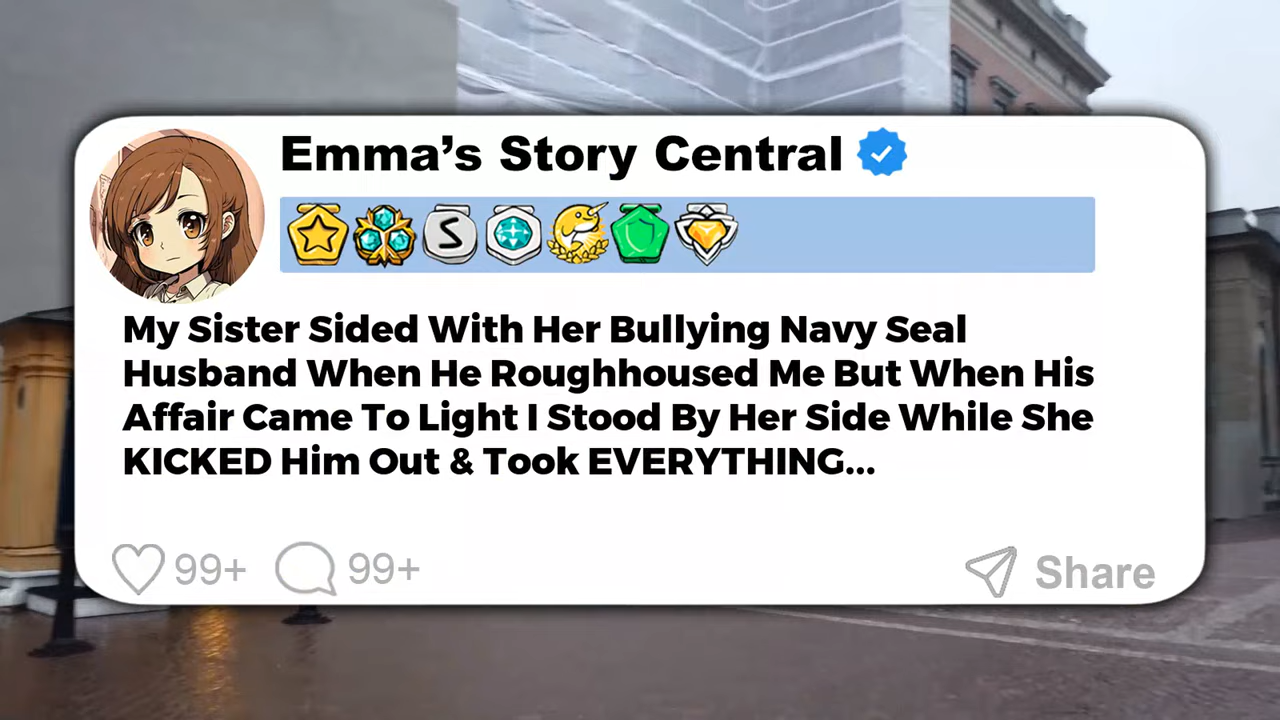 Emma's Story Central
S
My Sister Sided With Her Bullying Navy Seal
Husband When He Roughhoused Me But When His
Affair Came To Light I Stood By Her Side While She
KICKED Him Out & Took EVERYTHING...
99+ 99+ Share